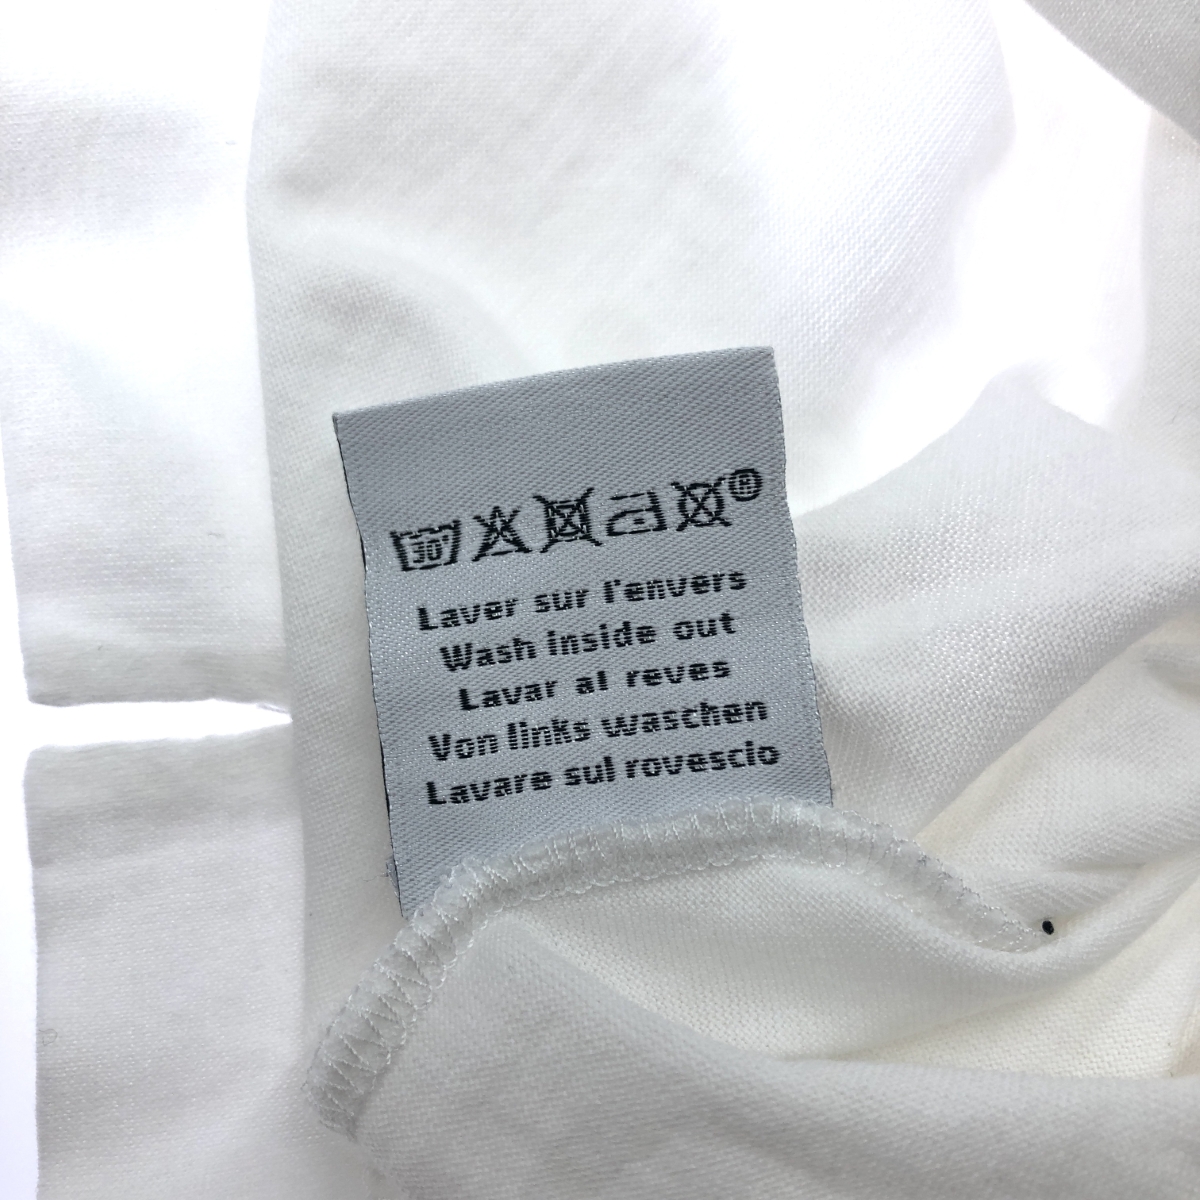 30° ®
Laver sur l'envers
Wash inside out
Lavar al reves
Von links waschen
Lavare sul rovescio